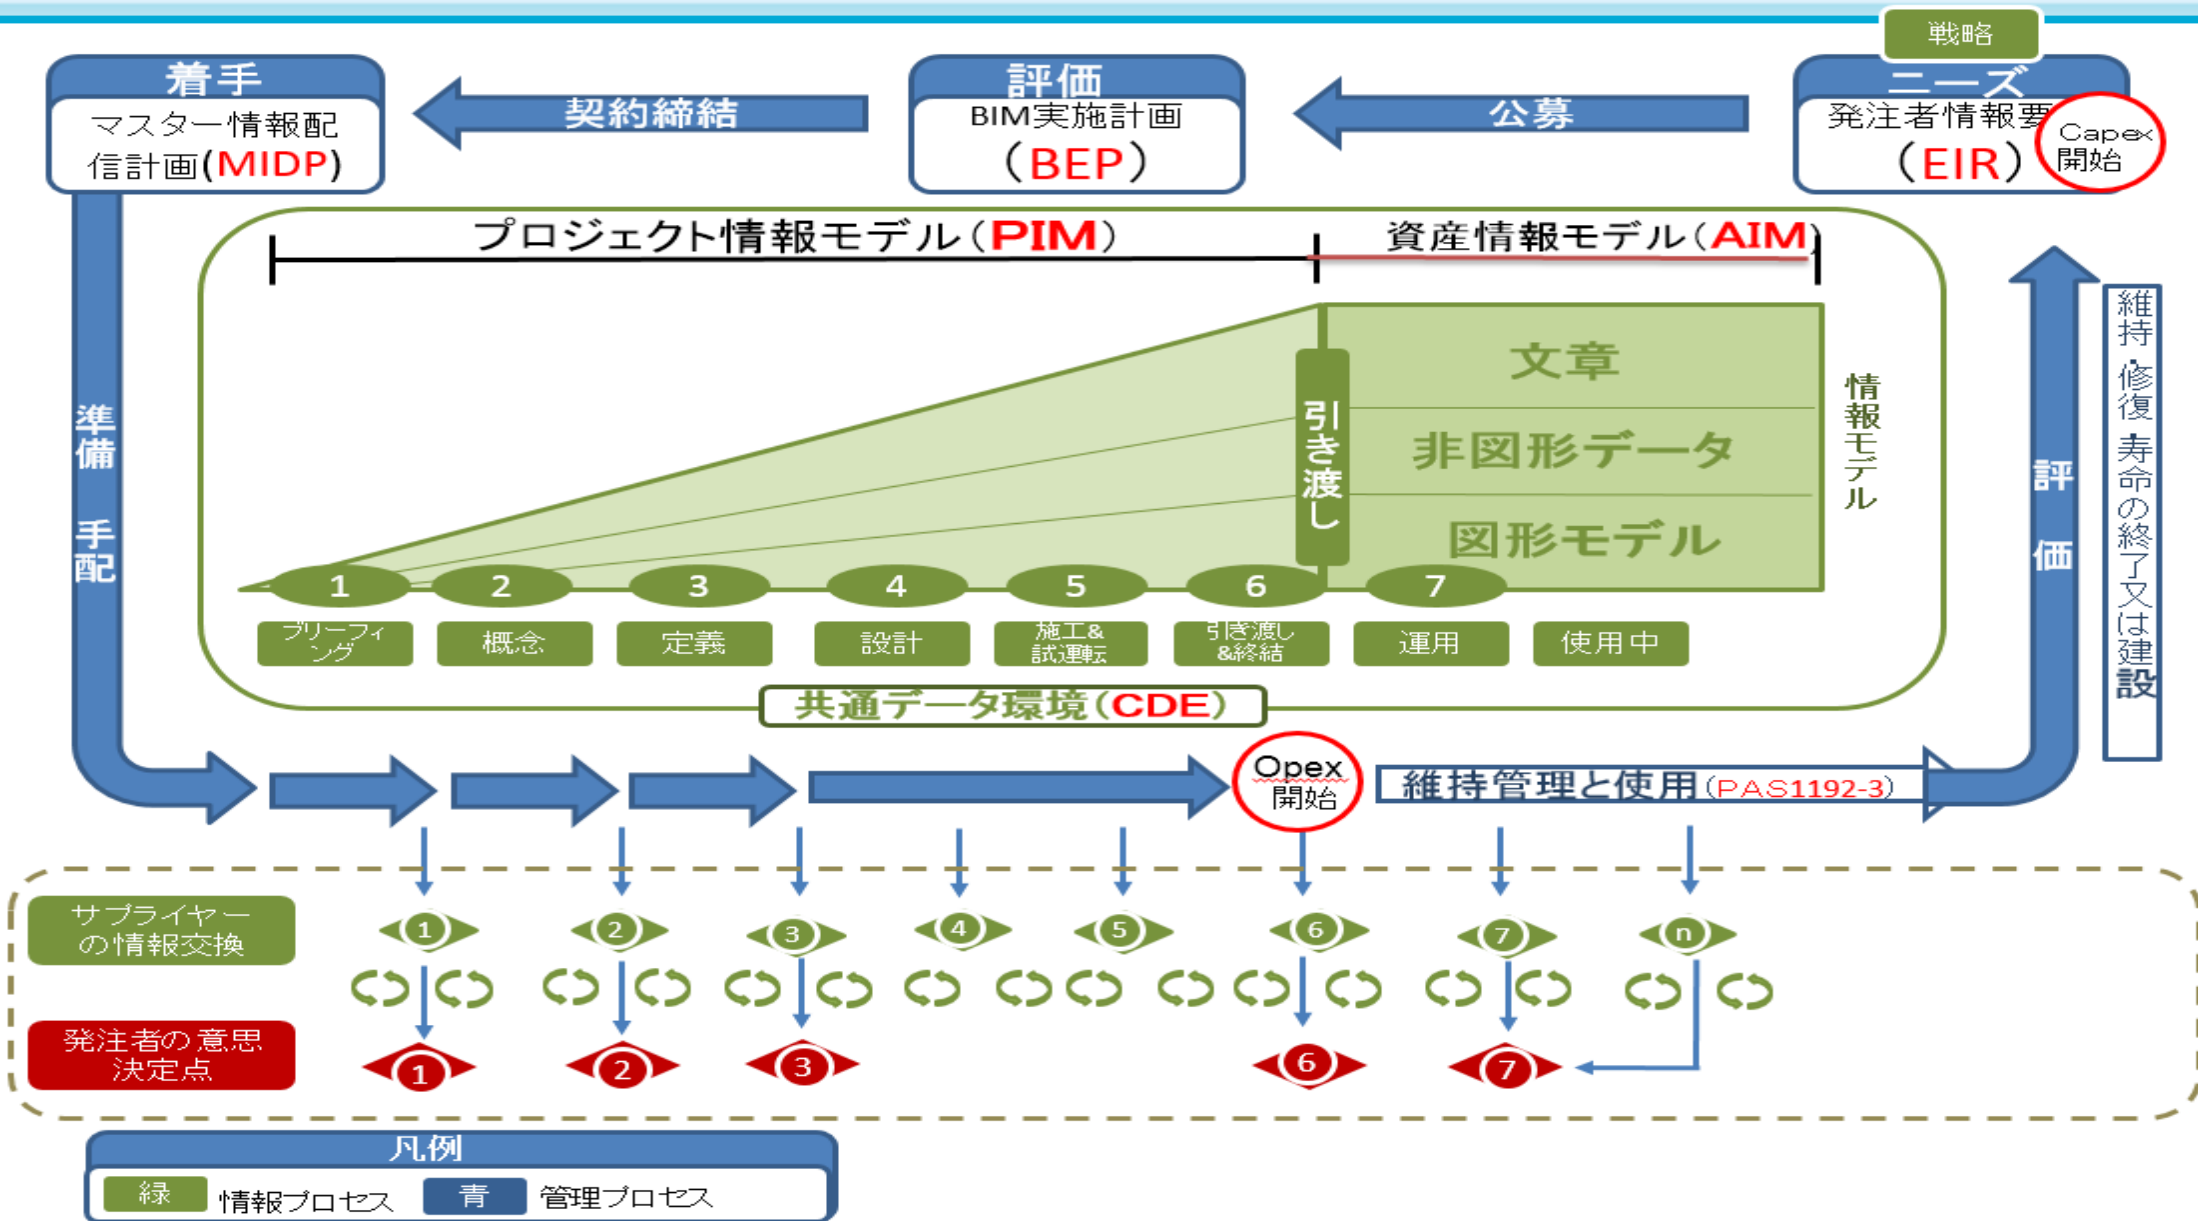 戦略
着手
マスター情報配
信計画(MIDP)
契約締結
評価
BIM実施計画
（BEP）
公募
ニーズ
発注者情報要
（EIR）
Capex
開始
プロジェクト情報モデル（PIM）
資産情報モデル（AIM）
文章
非図形データ
図形モデル
引き渡し
情報モデル
準備 手配
評価
維持・修復・寿命の終了又は建設
1
2
3
4
5
6
7
ブリーフィ
ング
概念
定義
設計
施工&
試運転
引き渡し
&終結
運用
使用中
共通データ環境（CDE）
Opex
開始
維持管理と使用（PAS1192-3）
サプライヤー
の情報交換
1
2
3
4
5
6
7
n
発注者の意思
決定点
1
2
3
6
7
凡例
緑 情報プロセス 青 管理プロセス